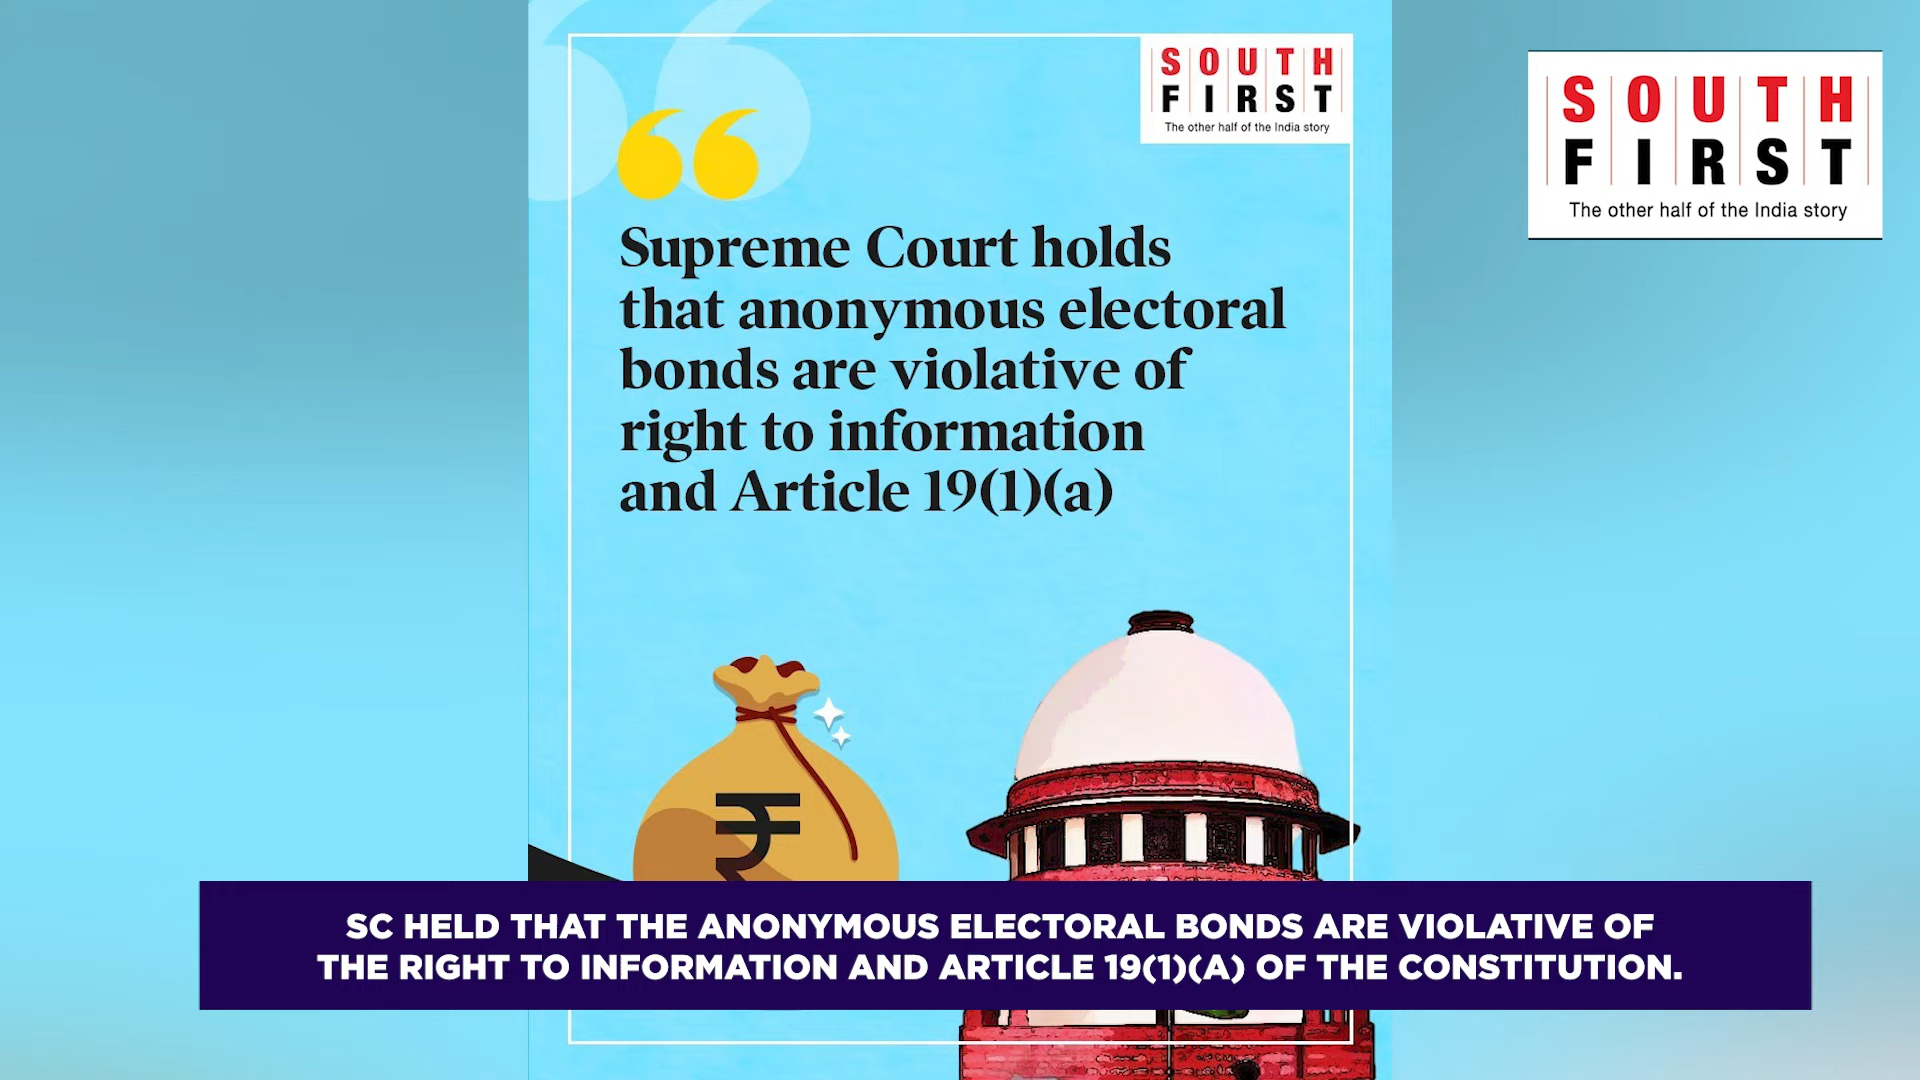 SOUTH
FIRST
The other half of the India story
SOUTH
FIRST
The other half of the India story
Supreme Court holds
that anonymous electoral
bonds are violative of
right to information
and Article 19(1)(a)
₹
SC HELD THAT THE ANONYMOUS ELECTORAL BONDS ARE VIOLATIVE OF
THE RIGHT TO INFORMATION AND ARTICLE 19(1)(A) OF THE CONSTITUTION.